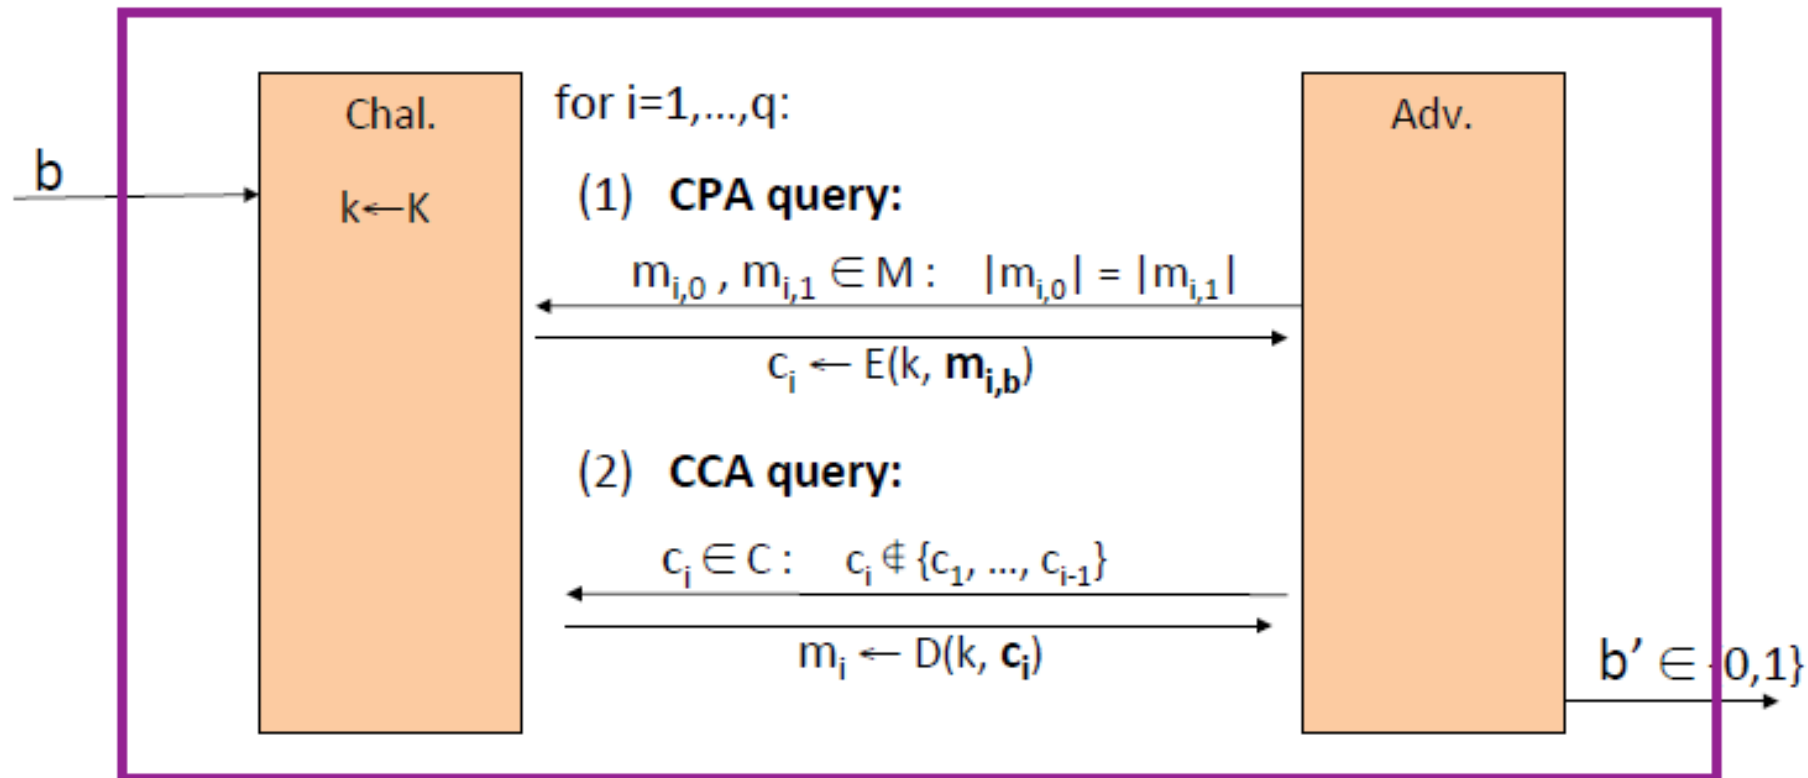 b
Chal.
k←K
for i=1,...,q:
(1) CPA query:
m_{i,0} , m_{i,1} ∈ M : |m_{i,0}| = |m_{i,1}|
c_i ← E(k, m_{i,b})
(2) CCA query:
c_i ∈ C : c_i ∉ {c_1, ..., c_{i-1}}
m_i ← D(k, c_i)
Adv.
b' ∈ {0,1}